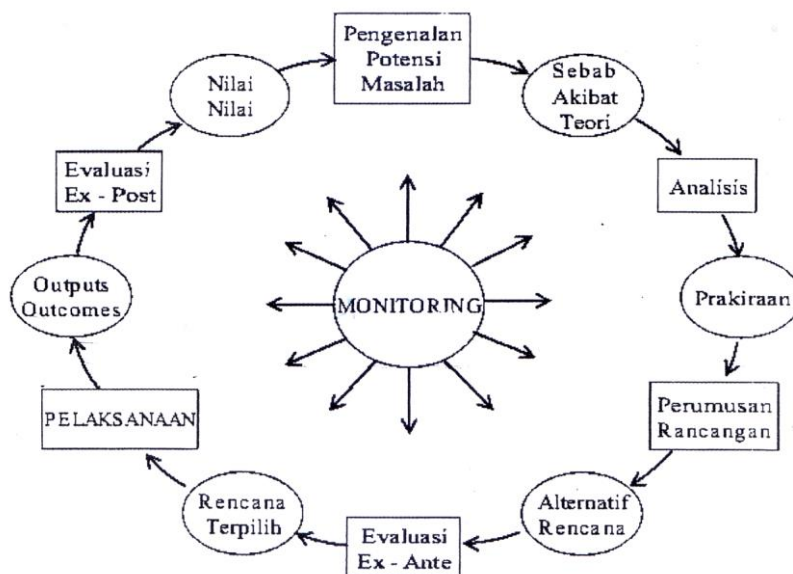 Pengenalan
Potensi
Masalah
Sebab
Akibat
Teori
Analisis
Prakiraan
Perumusan
Rancangan
Alternatif
Rencana
Evaluasi
Ex - Ante
Rencana
Terpilih
PELAKSANAAN
Outputs
Outcomes
Evaluasi
Ex - Post
Nilai
Nilai
MONITORING